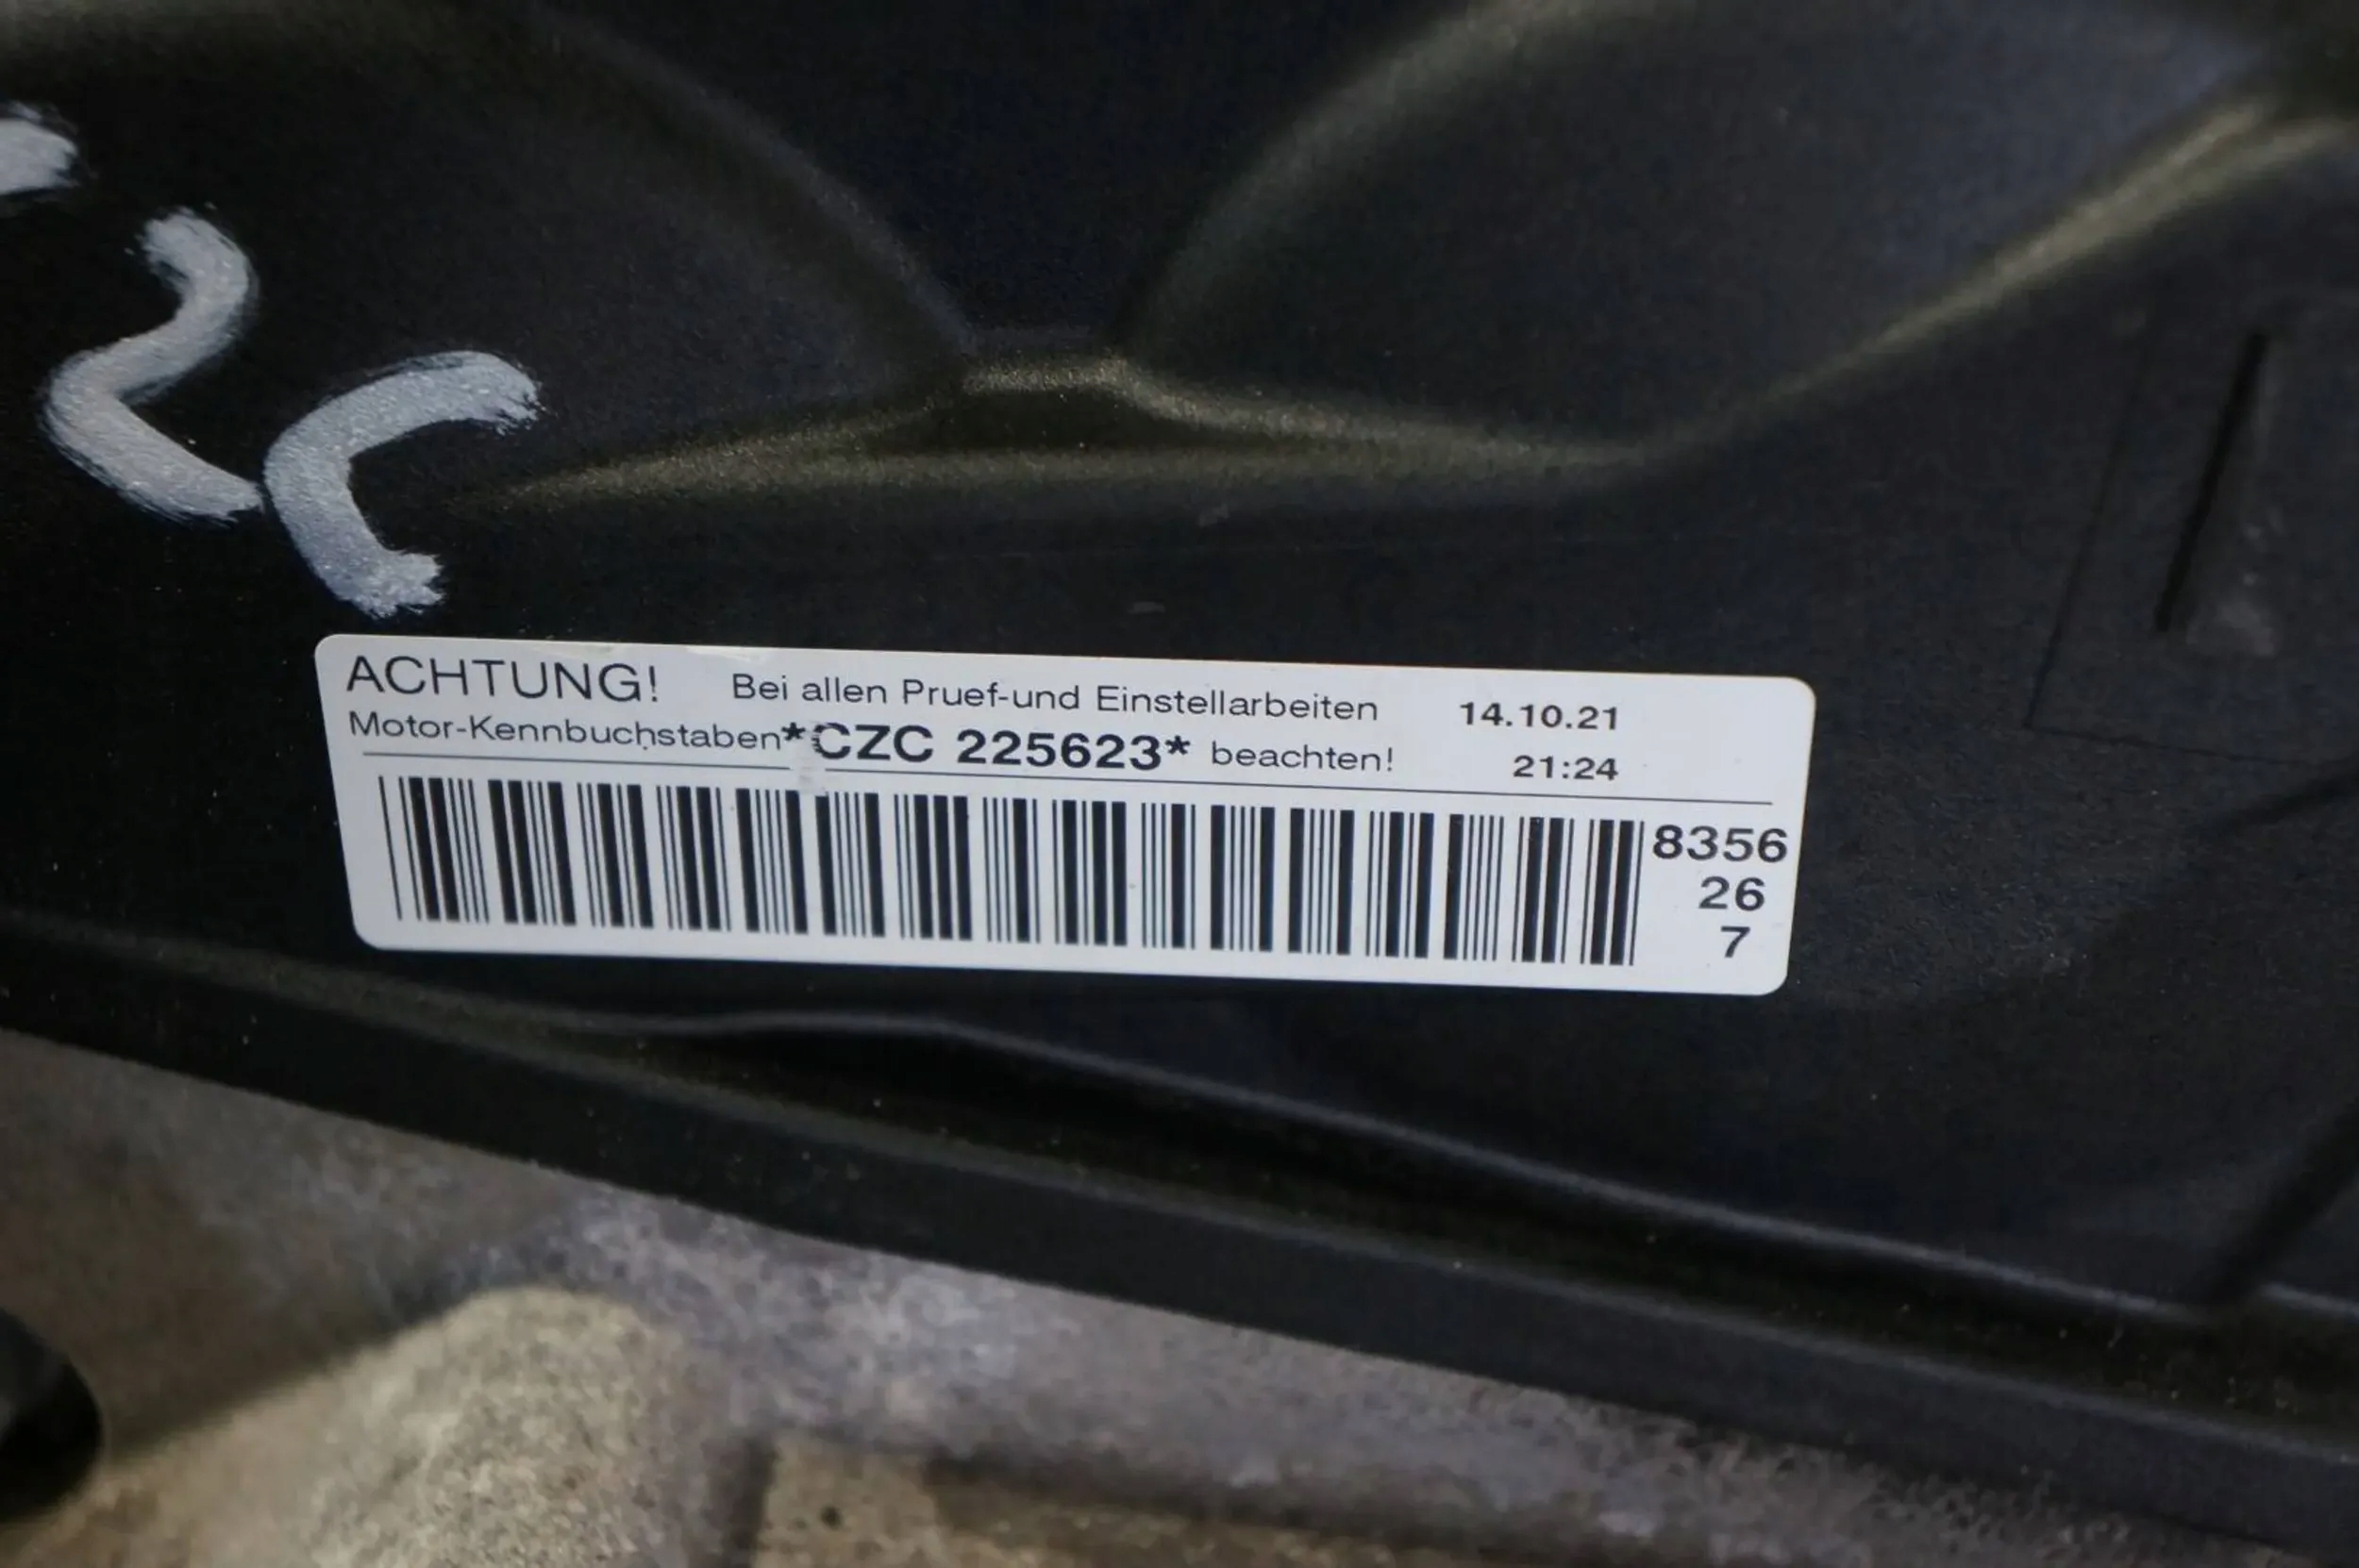 ACHTUNG! Bei allen Pruef-und Einstellarbeiten 14.10.21
Motor-Kennbuchstaben*CZC 225623* beachten! 21:24
8356
26
7